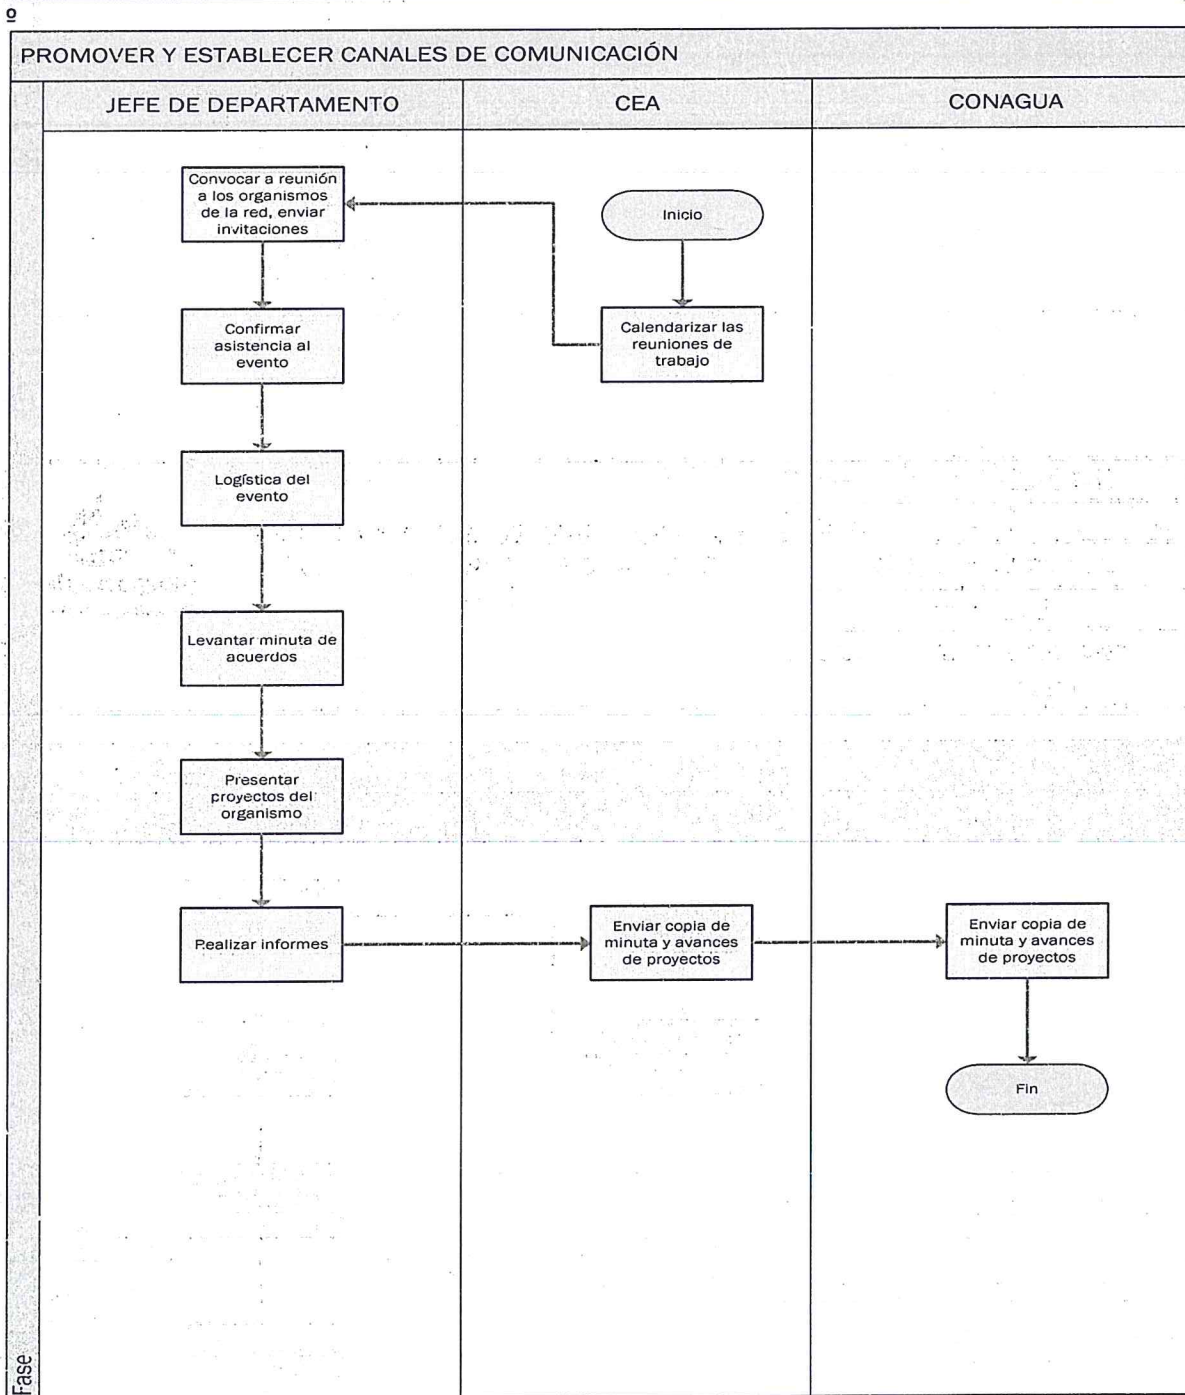 o
PROMOVER Y ESTABLECER CANALES DE COMUNICACIÓN
JEFE DE DEPARTAMENTO
CEA
CONAGUA
Convocar a reunión
a los organismos
de la red, enviar
invitaciones
Inicio
Confirmar
asistencia al
evento
Calendarizar las
reuniones de
trabajo
Logística del
evento
Levantar minuta de
acuerdos
Presentar
proyectos del
organismo
Realizar informes
Enviar copia de
minuta y avances
de proyectos
Enviar copia de
minuta y avances
de proyectos
Fin
Fase